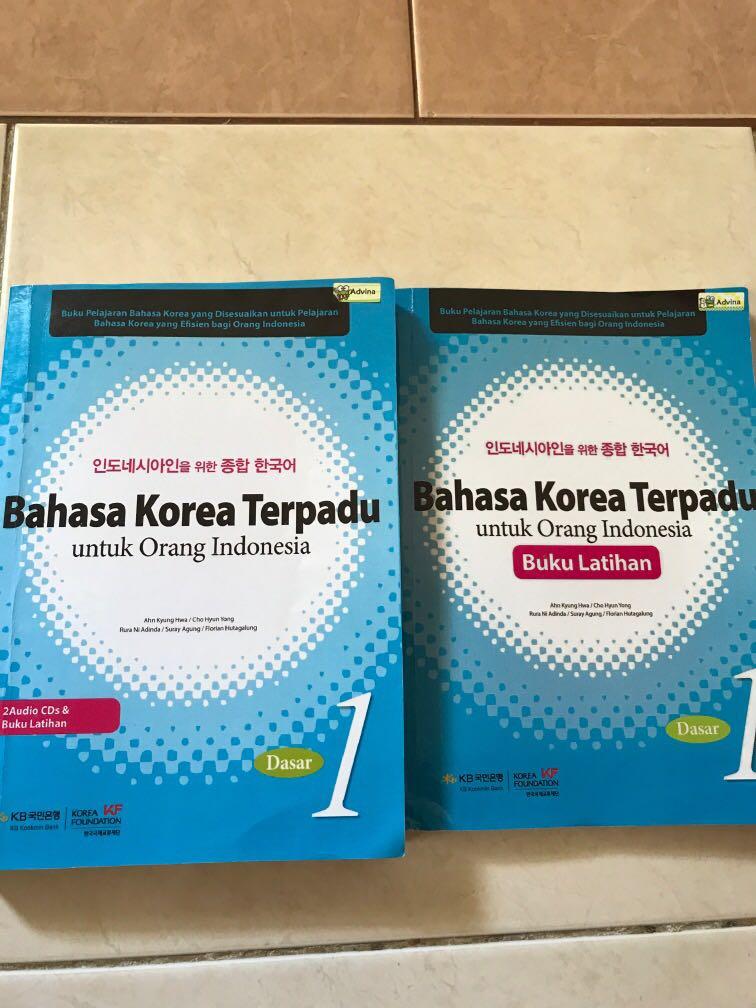 Advina
Buku Pelajaran Bahasa Korea yang Disesuaikan untuk Pelajaran
Bahasa Korea yang Efisien bagi Orang Indonesia
인도네시아인을 위한 종합 한국어
Bahasa Korea Terpadu
untuk Orang Indonesia
Ahn Kyung Hwa / Cho Hyun Yong
Rura Ni Adinda / Suray Agung / Florian Hutagalung
2Audio CDs &
Buku Latihan
Dasar
1
KB국민은행
KB Kookmin Bank
KOREA
FOUNDATION
KF
한국국제교류재단
Advina
Buku Pelajaran Bahasa Korea yang Disesuaikan untuk Pelajaran
Bahasa Korea yang Efisien bagi Orang Indonesia
인도네시아인을 위한 종합 한국어
Bahasa Korea Terpadu
untuk Orang Indonesia
Buku Latihan
Ahn Kyung Hwa / Cho Hyun Yong
Rura Ni Adinda / Suray Agung / Florian Hutagalung
Dasar
1
KB국민은행
KB Kookmin Bank
KOREA
FOUNDATION
KF
한국국제교류재단